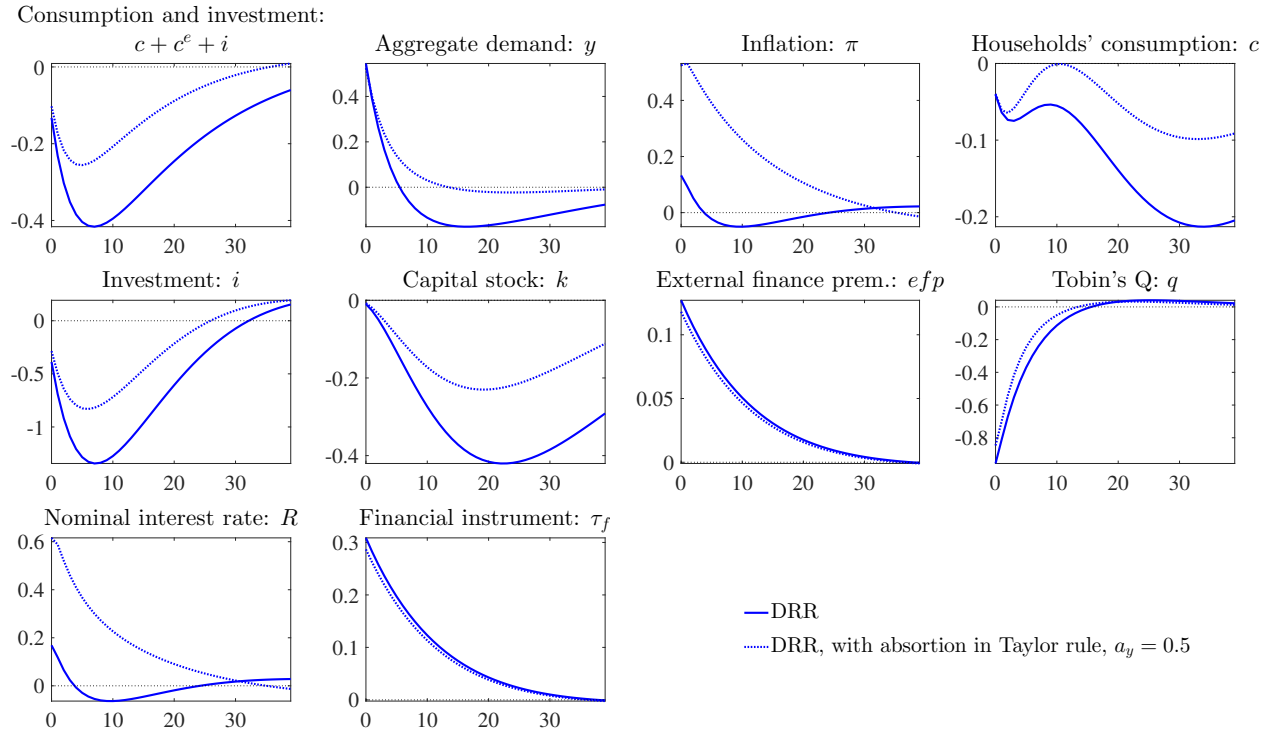 Consumption and investment:
c + c^e + i
Aggregate demand: y
Inflation: π
Households' consumption: c
0
-0.2
-0.4
0 10 20 30
0.4
0.2
0
0 10 20 30
0.4
0.2
0
0 10 20 30
0
-0.1
-0.2
0 10 20 30
Investment: i
Capital stock: k
External finance prem.: efp
Tobin's Q: q
0
-0.5
-1
0 10 20 30
0
-0.2
-0.4
0 10 20 30
0.1
0.05
0
0 10 20 30
0
-0.2
-0.4
-0.6
-0.8
0 10 20 30
Nominal interest rate: R
Financial instrument: τ_f
0.6
0.4
0.2
0
0 10 20 30
0.3
0.2
0.1
0
0 10 20 30
DRR
DRR, with absortion in Taylor rule, a_y = 0.5